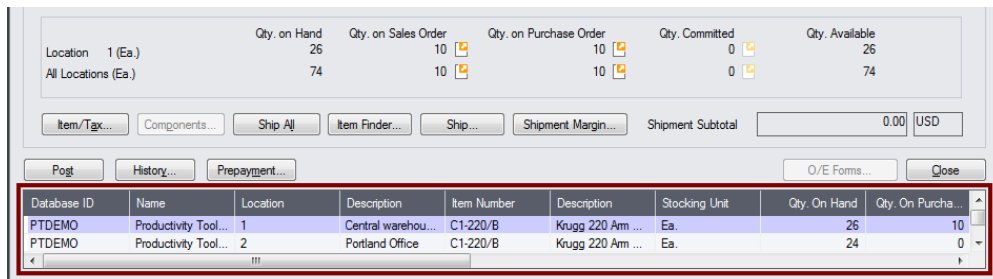 Qty. on Hand Qty. on Sales Order Qty. on Purchase Order Qty. Committed Qty. Available
Location 1 (Ea.) 26 10 10 0 26
All Locations (Ea.) 74 10 10 0 74
Item/Tax... Components... Ship All Item Finder... Ship... Shipment Margin... Shipment Subtotal 0.00 USD
Post History... Prepayment... O/E Forms... Close
Database ID Name Location Description Item Number Description Stocking Unit Qty. On Hand Qty. On Purcha...
PTDEMO Productivity Tool... 1 Central warehou... C1-220/B Krugg 220 Arm ... Ea. 26 10
PTDEMO Productivity Tool... 2 Portland Office C1-220/B Krugg 220 Arm ... Ea. 24 0